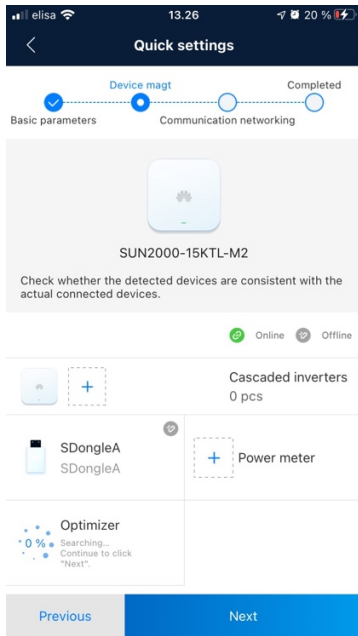 elisa 13.26 20 %
Quick settings
Device magt Completed
Basic parameters Communication networking
SUN2000-15KTL-M2
Check whether the detected devices are consistent with the
actual connected devices.
Online Offline
+ Cascaded inverters
0 pcs
SDongleA
SDongleA
+ Power meter
Optimizer
0 % Searching...
Continue to click
"Next".
Previous Next